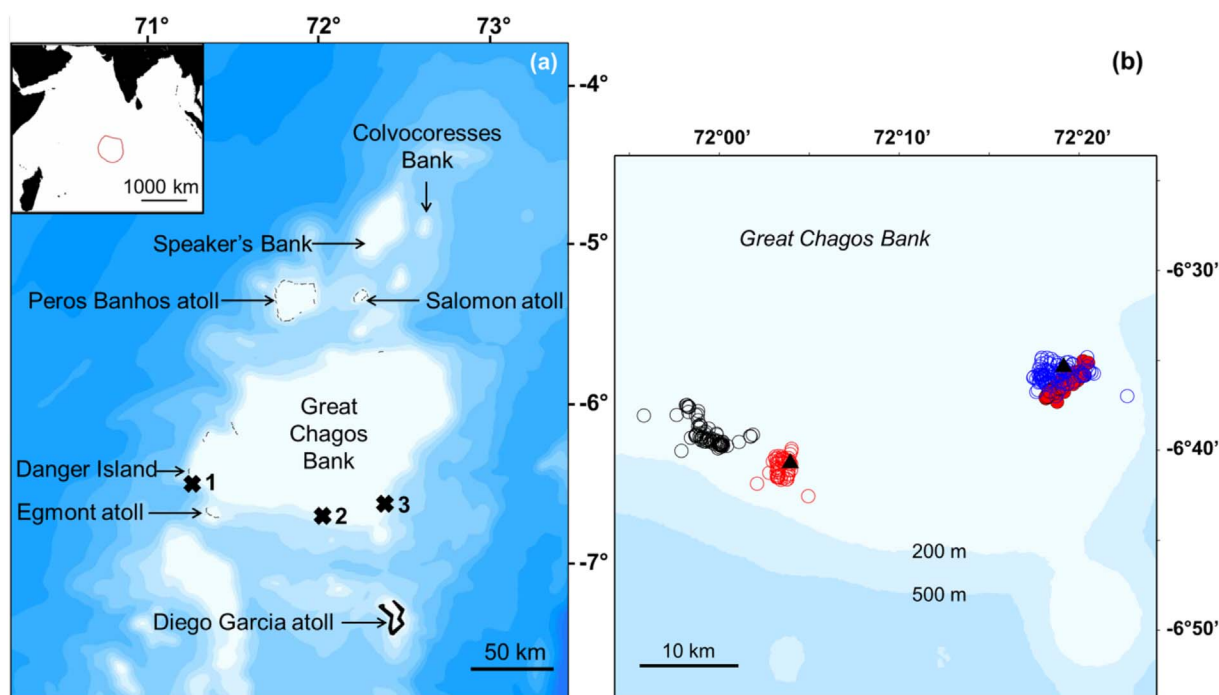 71°
72°
73°
(a)
-4°
Colvocoresses
Bank
1000 km
Speaker's Bank
-5°
Peros Banhos atoll
Salomon atoll
Great
Chagos
Bank
-6°
Danger Island
1
Egmont atoll
2
3
-7°
Diego Garcia atoll
50 km
(b)
72°00'
72°10'
72°20'
Great Chagos Bank
-6°30'
-6°40'
200 m
500 m
-6°50'
10 km